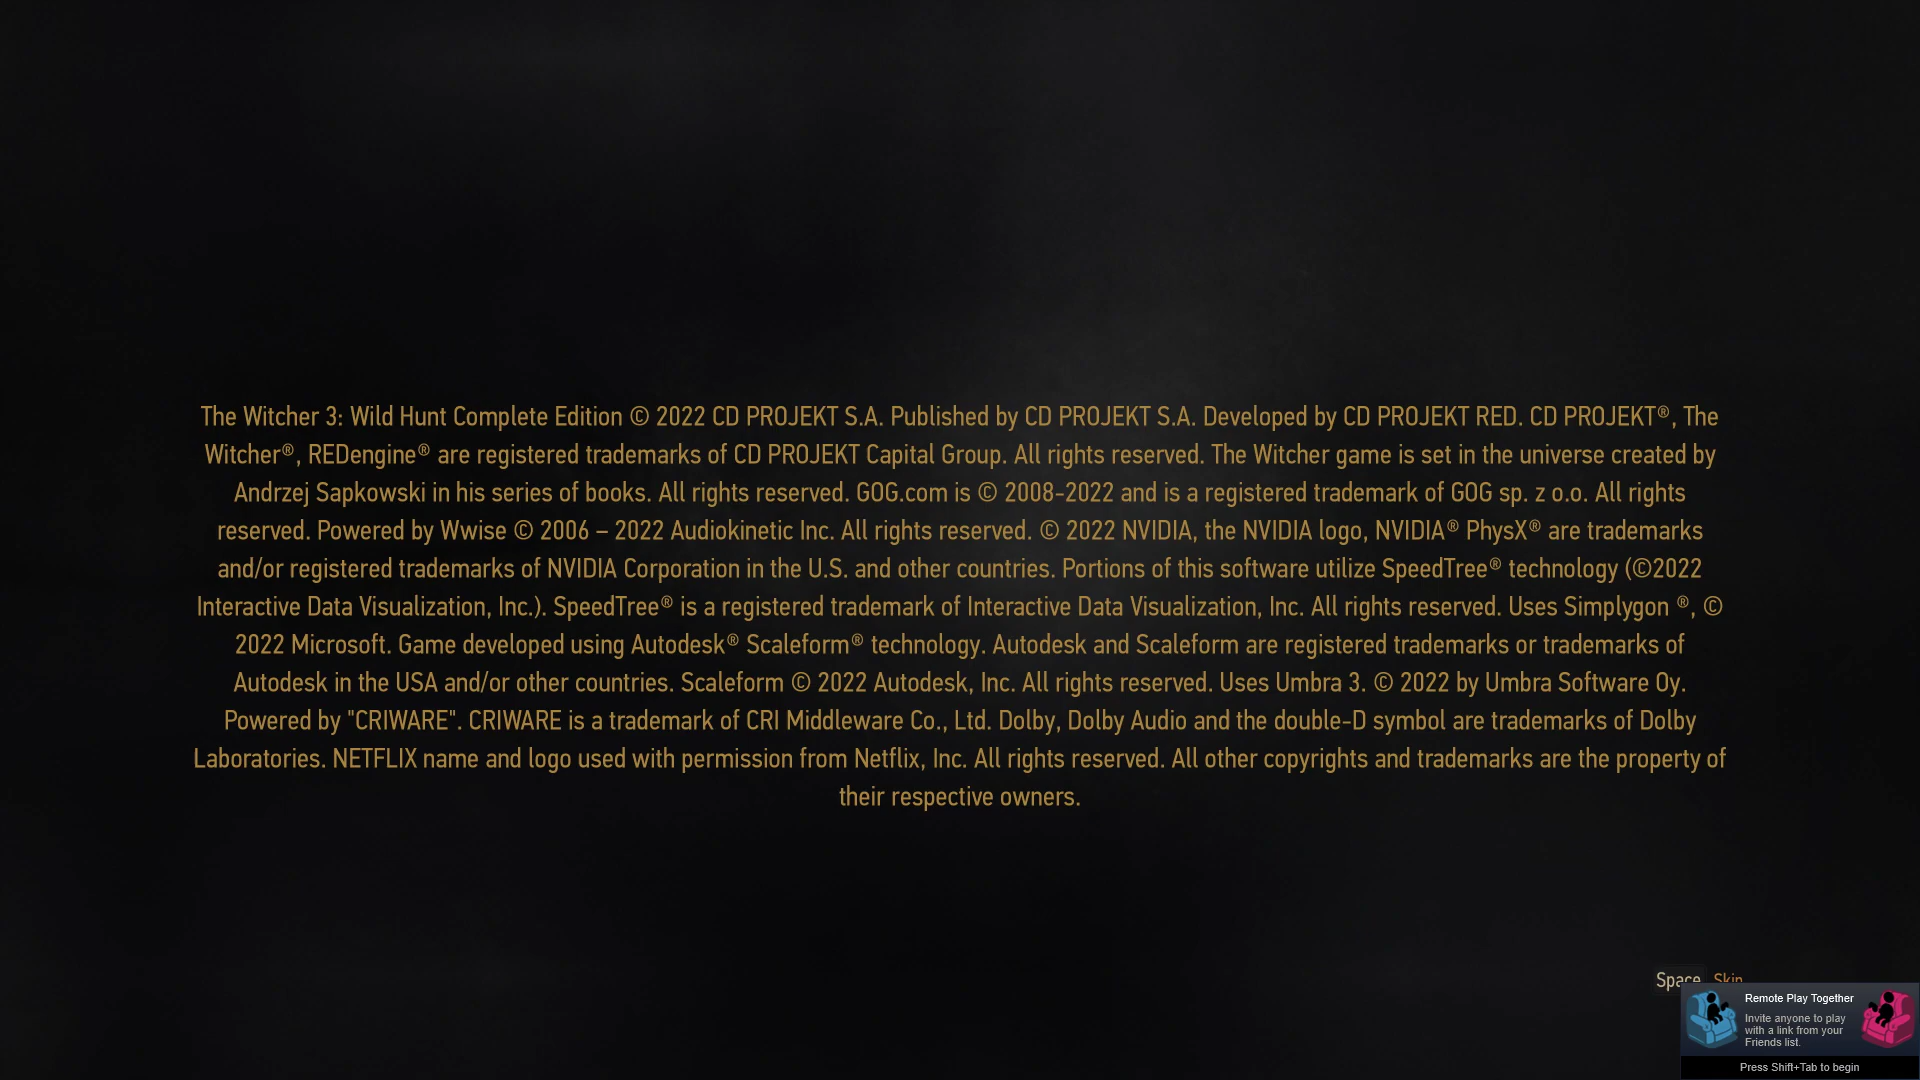 The Witcher 3: Wild Hunt Complete Edition © 2022 CD PROJEKT S.A. Published by CD PROJEKT S.A. Developed by CD PROJEKT RED. CD PROJEKT®, The
Witcher®, REDengine® are registered trademarks of CD PROJEKT Capital Group. All rights reserved. The Witcher game is set in the universe created by
Andrzej Sapkowski in his series of books. All rights reserved. GOG.com is © 2008-2022 and is a registered trademark of GOG sp. z o.o. All rights
reserved. Powered by Wwise © 2006 – 2022 Audiokinetic Inc. All rights reserved. © 2022 NVIDIA, the NVIDIA logo, NVIDIA® PhysX® are trademarks
and/or registered trademarks of NVIDIA Corporation in the U.S. and other countries. Portions of this software utilize SpeedTree® technology (©2022
Interactive Data Visualization, Inc.). SpeedTree® is a registered trademark of Interactive Data Visualization, Inc. All rights reserved. Uses Simplygon ®, ©
2022 Microsoft. Game developed using Autodesk® Scaleform® technology. Autodesk and Scaleform are registered trademarks or trademarks of
Autodesk in the USA and/or other countries. Scaleform © 2022 Autodesk, Inc. All rights reserved. Uses Umbra 3. © 2022 by Umbra Software Oy.
Powered by "CRIWARE". CRIWARE is a trademark of CRI Middleware Co., Ltd. Dolby, Dolby Audio and the double-D symbol are trademarks of Dolby
Laboratories. NETFLIX name and logo used with permission from Netflix, Inc. All rights reserved. All other copyrights and trademarks are the property of
their respective owners.
Space Skip
Remote Play Together
Invite anyone to play
with a link from your
Friends list.
Press Shift+Tab to begin